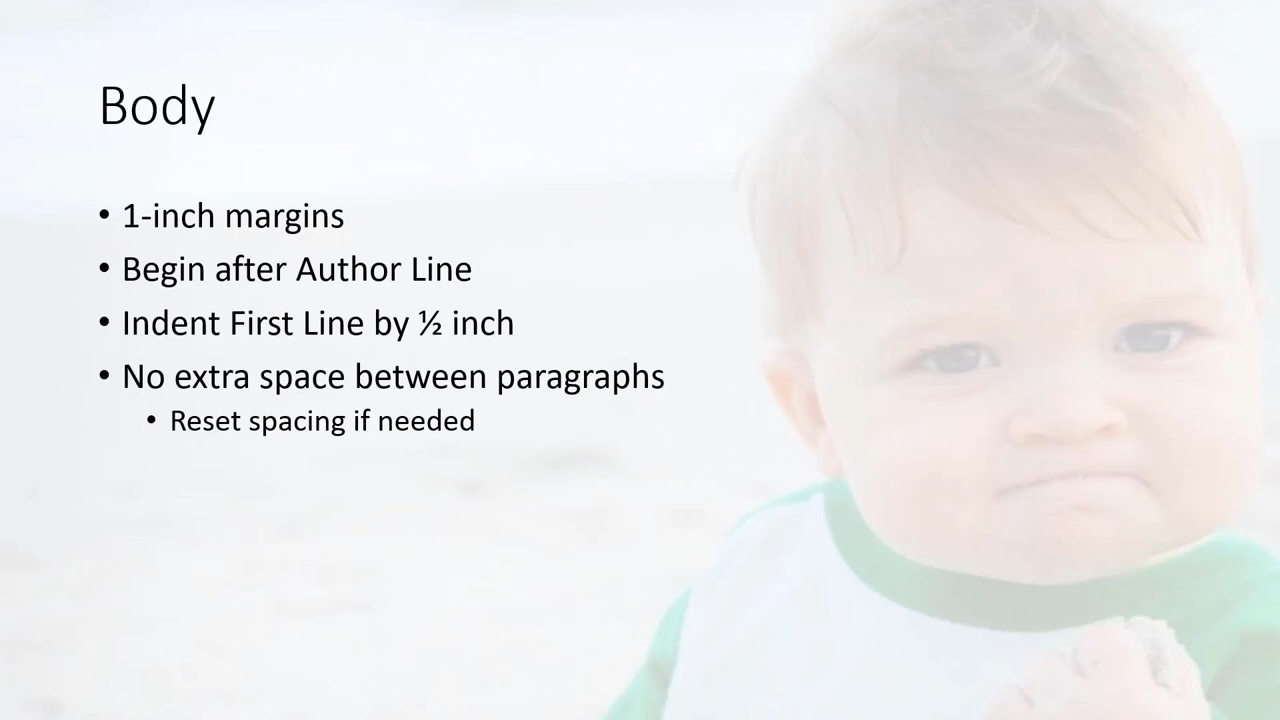 Body
• 1-inch margins
• Begin after Author Line
• Indent First Line by ½ inch
• No extra space between paragraphs
• Reset spacing if needed